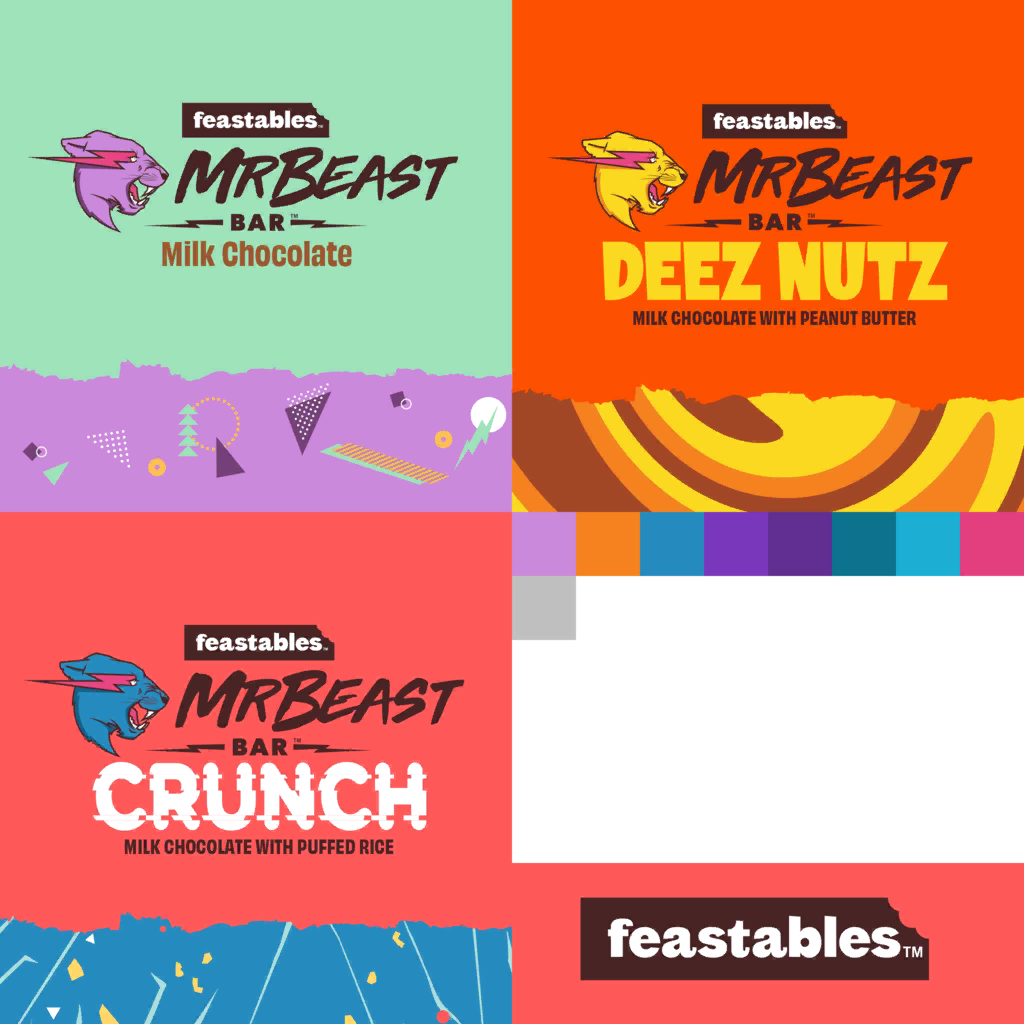 feastables™
MRBEAST
BAR™
Milk Chocolate
feastables™
MRBEAST
BAR™
DEEZ NUTZ
MILK CHOCOLATE WITH PEANUT BUTTER
feastables™
MRBEAST
BAR™
CRUNCH
MILK CHOCOLATE WITH PUFFED RICE
feastables™